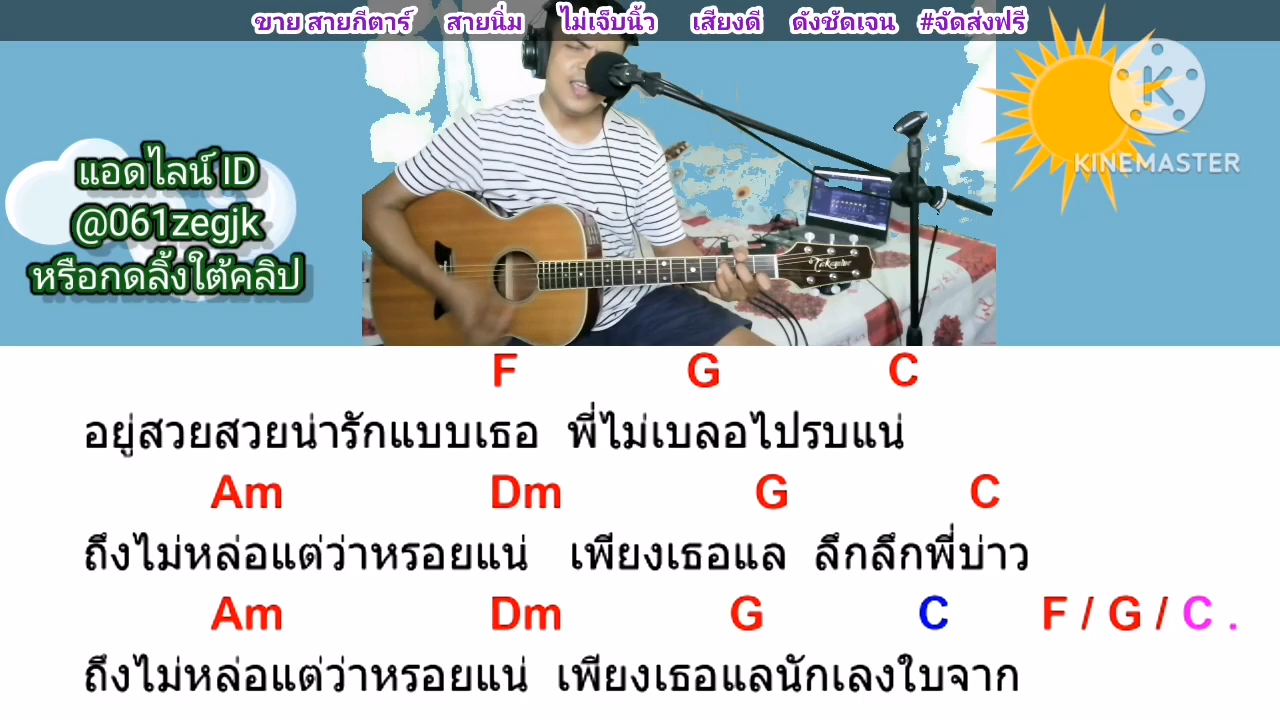 ขาย สายกีตาร์ สายนิ่ม ไม่เจ็บนิ้ว เสียงดี ดังชัดเจน #จัดส่งฟรี
K
KINEMASTER
แอดไลน์ ID
@061zegjk
หรือกดลิ้งใต้คลิป
Takamine
F G C
อยู่สวยสวยน่ารักแบบเธอ พี่ไม่เบลอไปรบแน่
Am Dm G C
ถึงไม่หล่อแต่ว่าหรอยแน่ เพียงเธอแล ลึกลึกพี่บ่าว
Am Dm G C F / G / C .
ถึงไม่หล่อแต่ว่าหรอยแน่ เพียงเธอแลนักเลงใบจาก